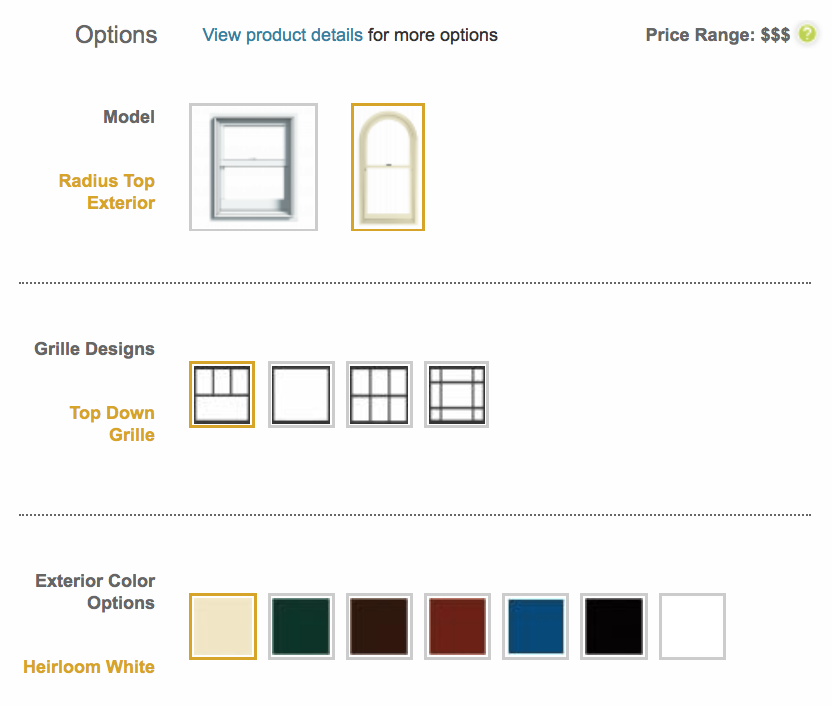 Options
View product details for more options
Price Range: $$$ ?
Model
Radius Top
Exterior
Grille Designs
Top Down
Grille
Exterior Color
Options
Heirloom White